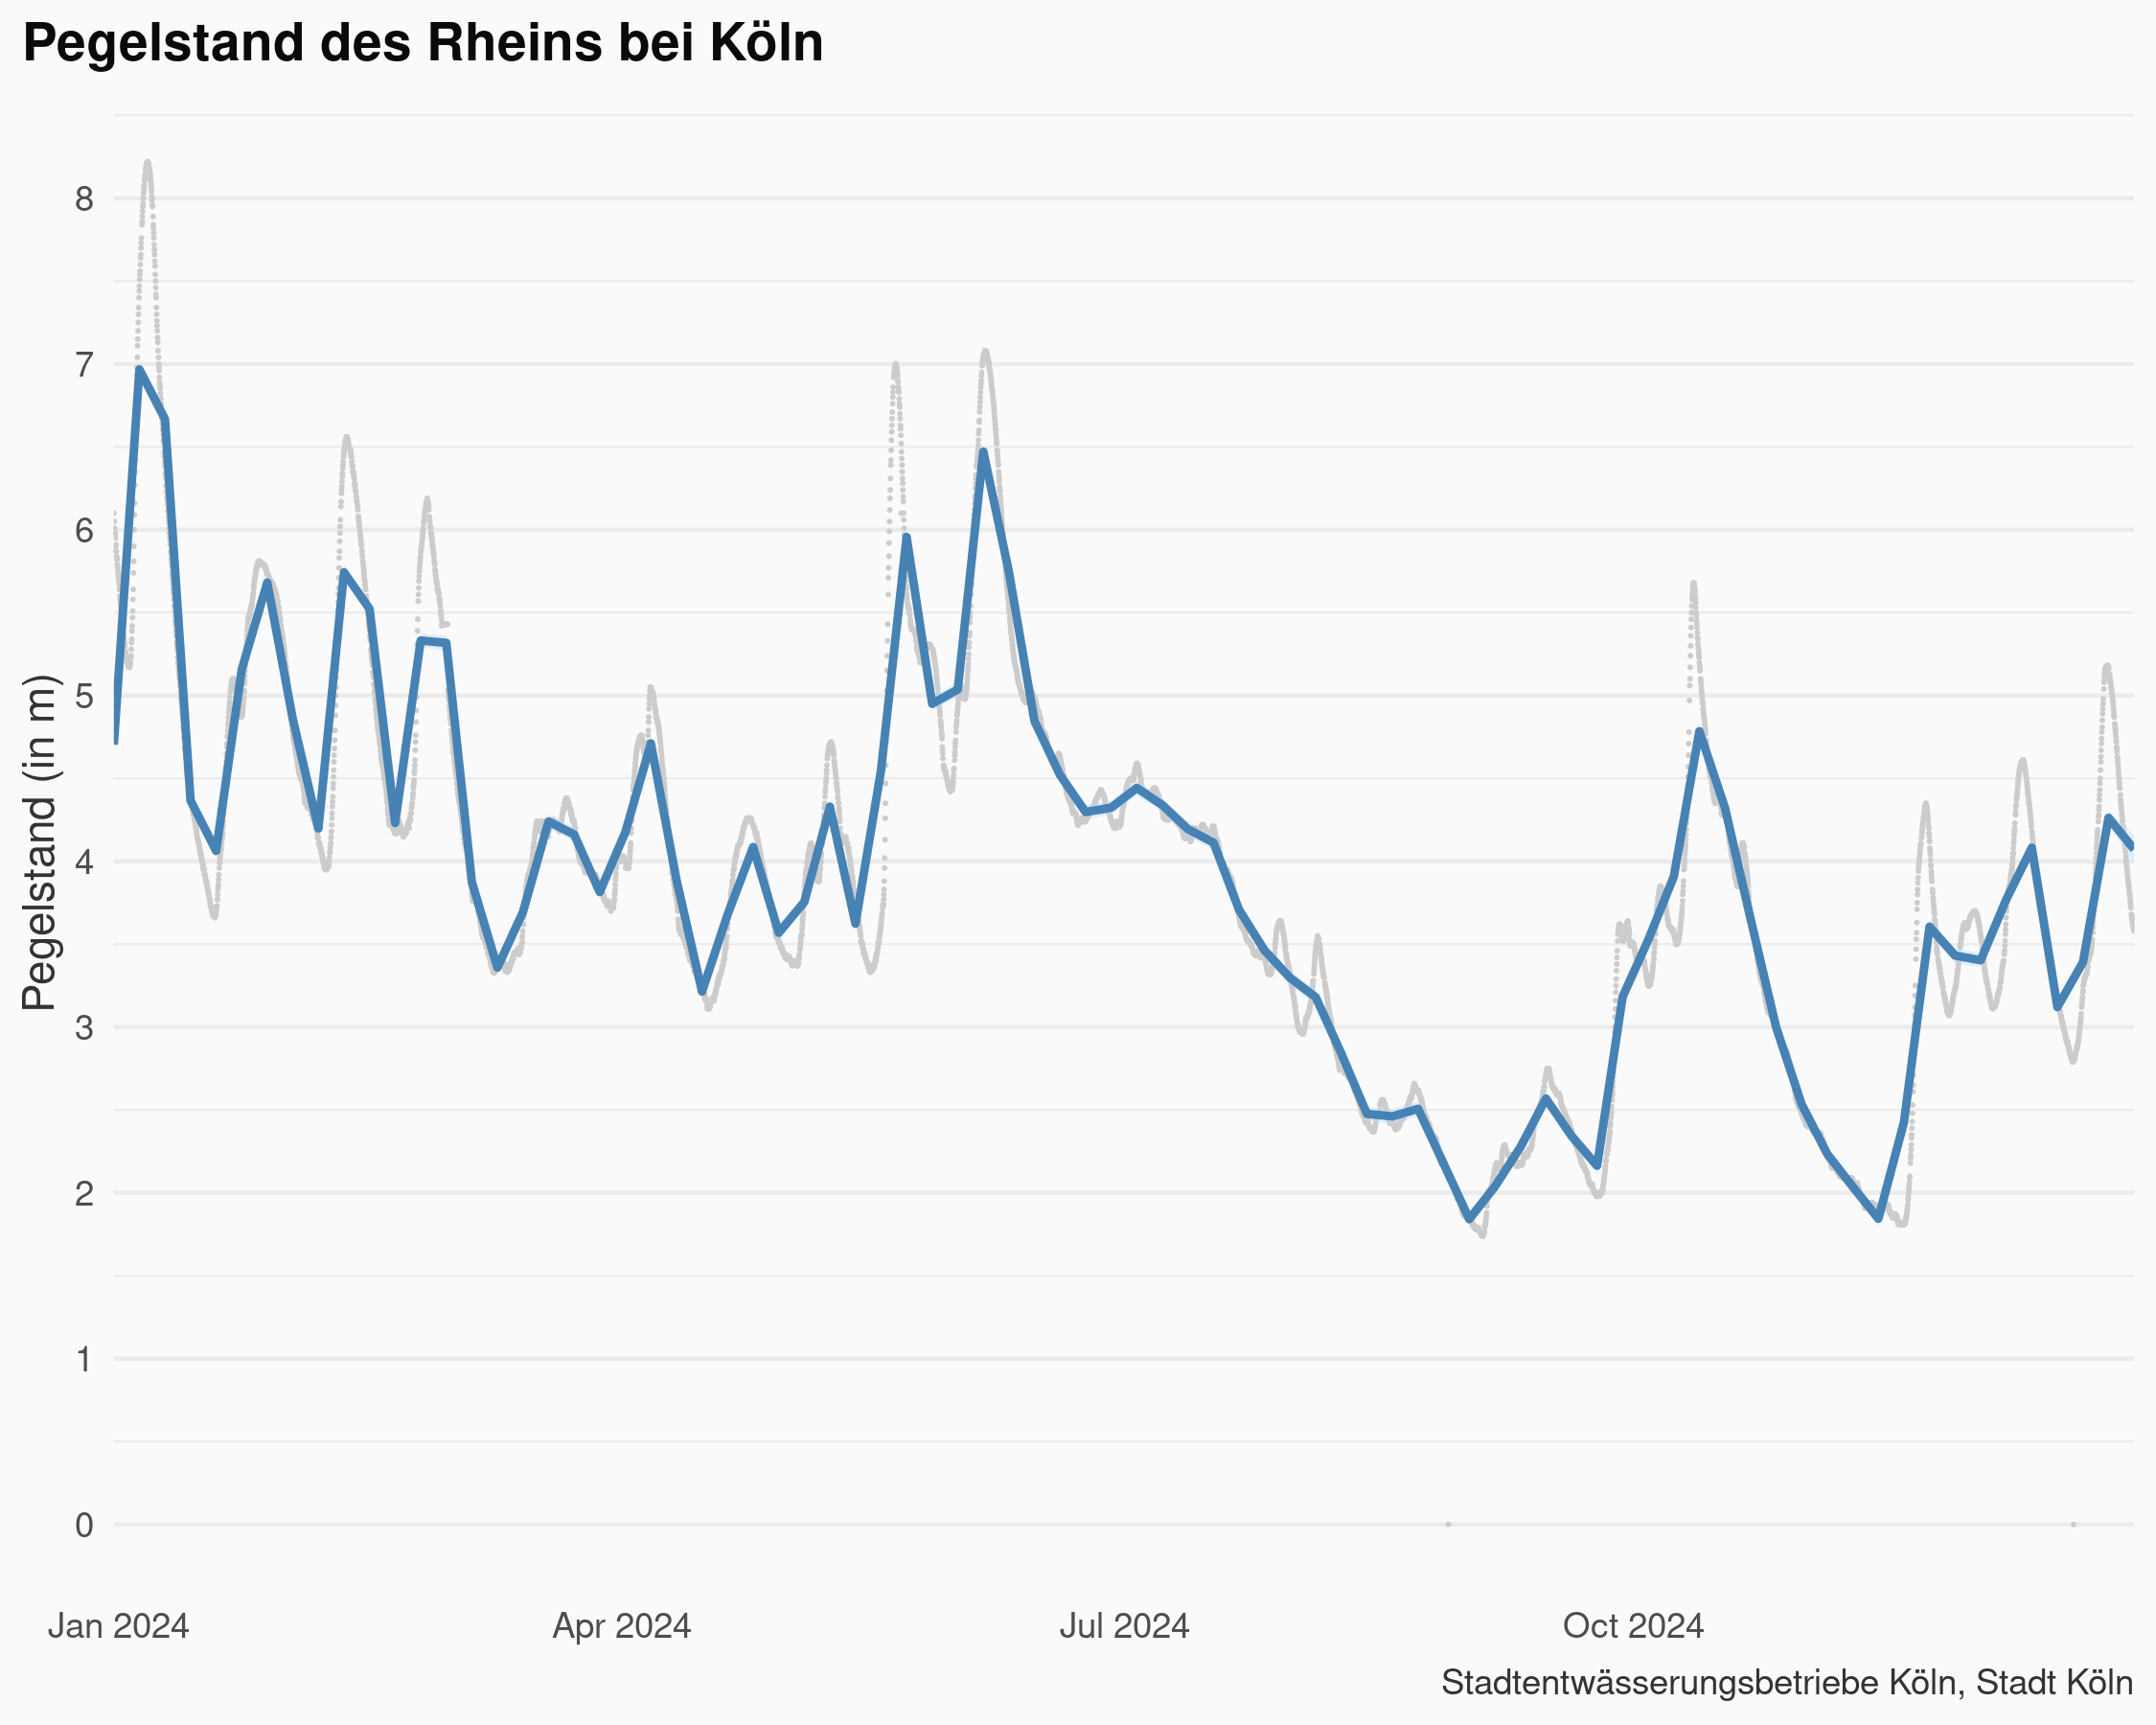 Pegelstand des Rheins bei Köln
Pegelstand (in m)
8
7
6
5
4
3
2
1
0
Jan 2024
Apr 2024
Jul 2024
Oct 2024
Stadtentwässerungsbetriebe Köln, Stadt Köln